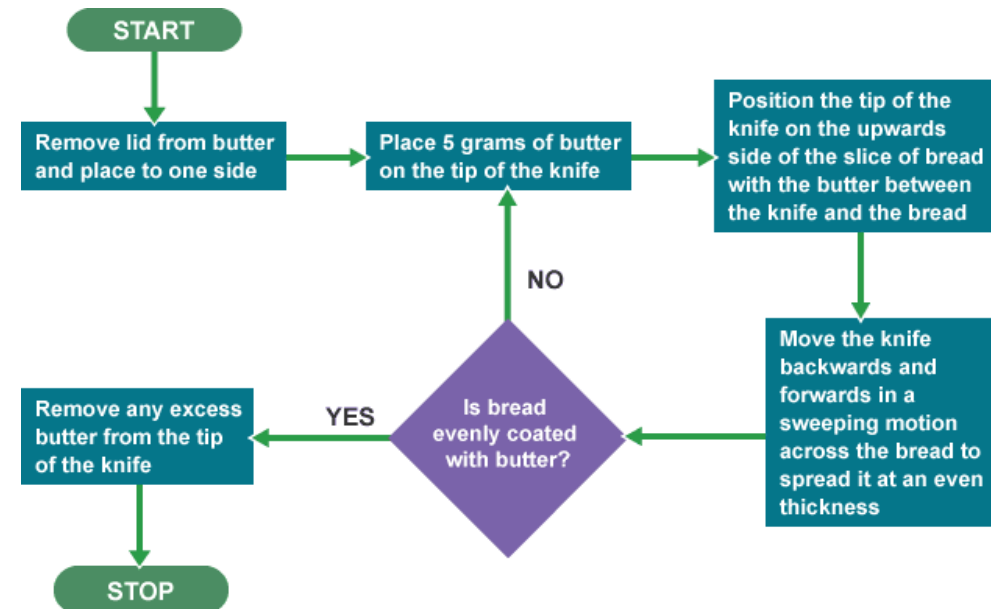 START
Remove lid from butter
and place to one side
Place 5 grams of butter
on the tip of the knife
Position the tip of the
knife on the upwards
side of the slice of bread
with the butter between
the knife and the bread
Move the knife
backwards and
forwards in a
sweeping motion
across the bread to
spread it at an even
thickness
Is bread
evenly coated
with butter?
NO
YES
Remove any excess
butter from the tip
of the knife
STOP